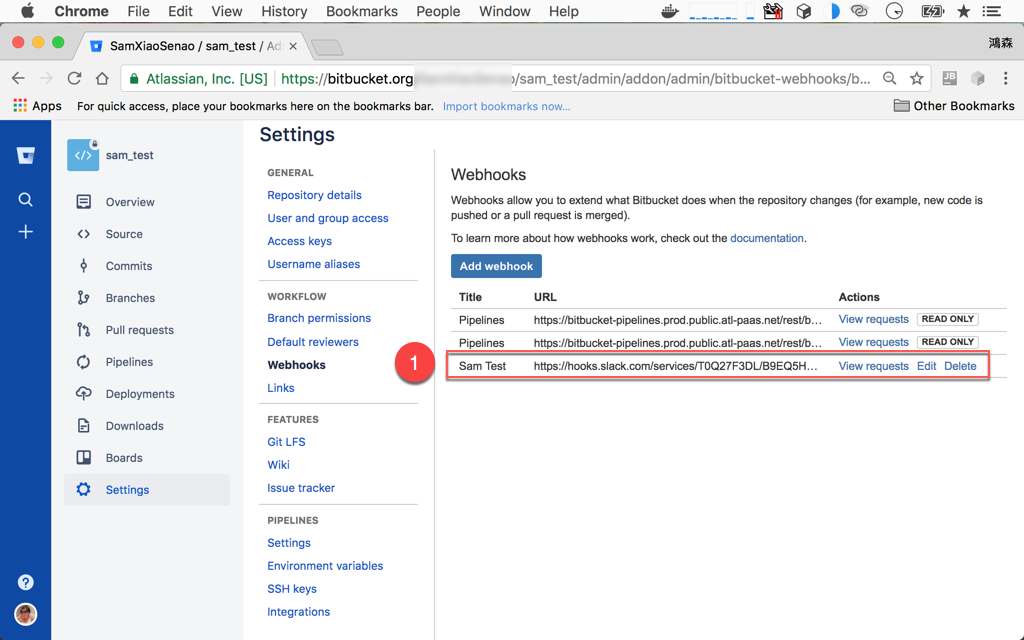 Chrome File Edit View History Bookmarks People Window Help
SamXiaoSenao / sam_test / Ad
鴻森
Atlassian, Inc. [US] https://bitbucket.org /sam_test/admin/addon/admin/bitbucket-webhooks/b...
JB
Apps For quick access, place your bookmarks here on the bookmarks bar. Import bookmarks now... Other Bookmarks
</>
sam_test
Overview
Source
Commits
Branches
Pull requests
Pipelines
Deployments
Downloads
Boards
Settings
?
Settings
GENERAL
Repository details
User and group access
Access keys
Username aliases
WORKFLOW
Branch permissions
Default reviewers
Webhooks
Links
FEATURES
Git LFS
Wiki
Issue tracker
PIPELINES
Settings
Environment variables
SSH keys
Integrations
Webhooks
Webhooks allow you to extend what Bitbucket does when the repository changes (for example, new code is
pushed or a pull request is merged).
To learn more about how webhooks work, check out the documentation.
Add webhook
Title URL Actions
Pipelines https://bitbucket-pipelines.prod.public.atl-paas.net/rest/b... View requests READ ONLY
Pipelines https://bitbucket-pipelines.prod.public.atl-paas.net/rest/b... View requests READ ONLY
1
Sam Test https://hooks.slack.com/services/T0Q27F3DL/B9EQ5H... View requests Edit Delete